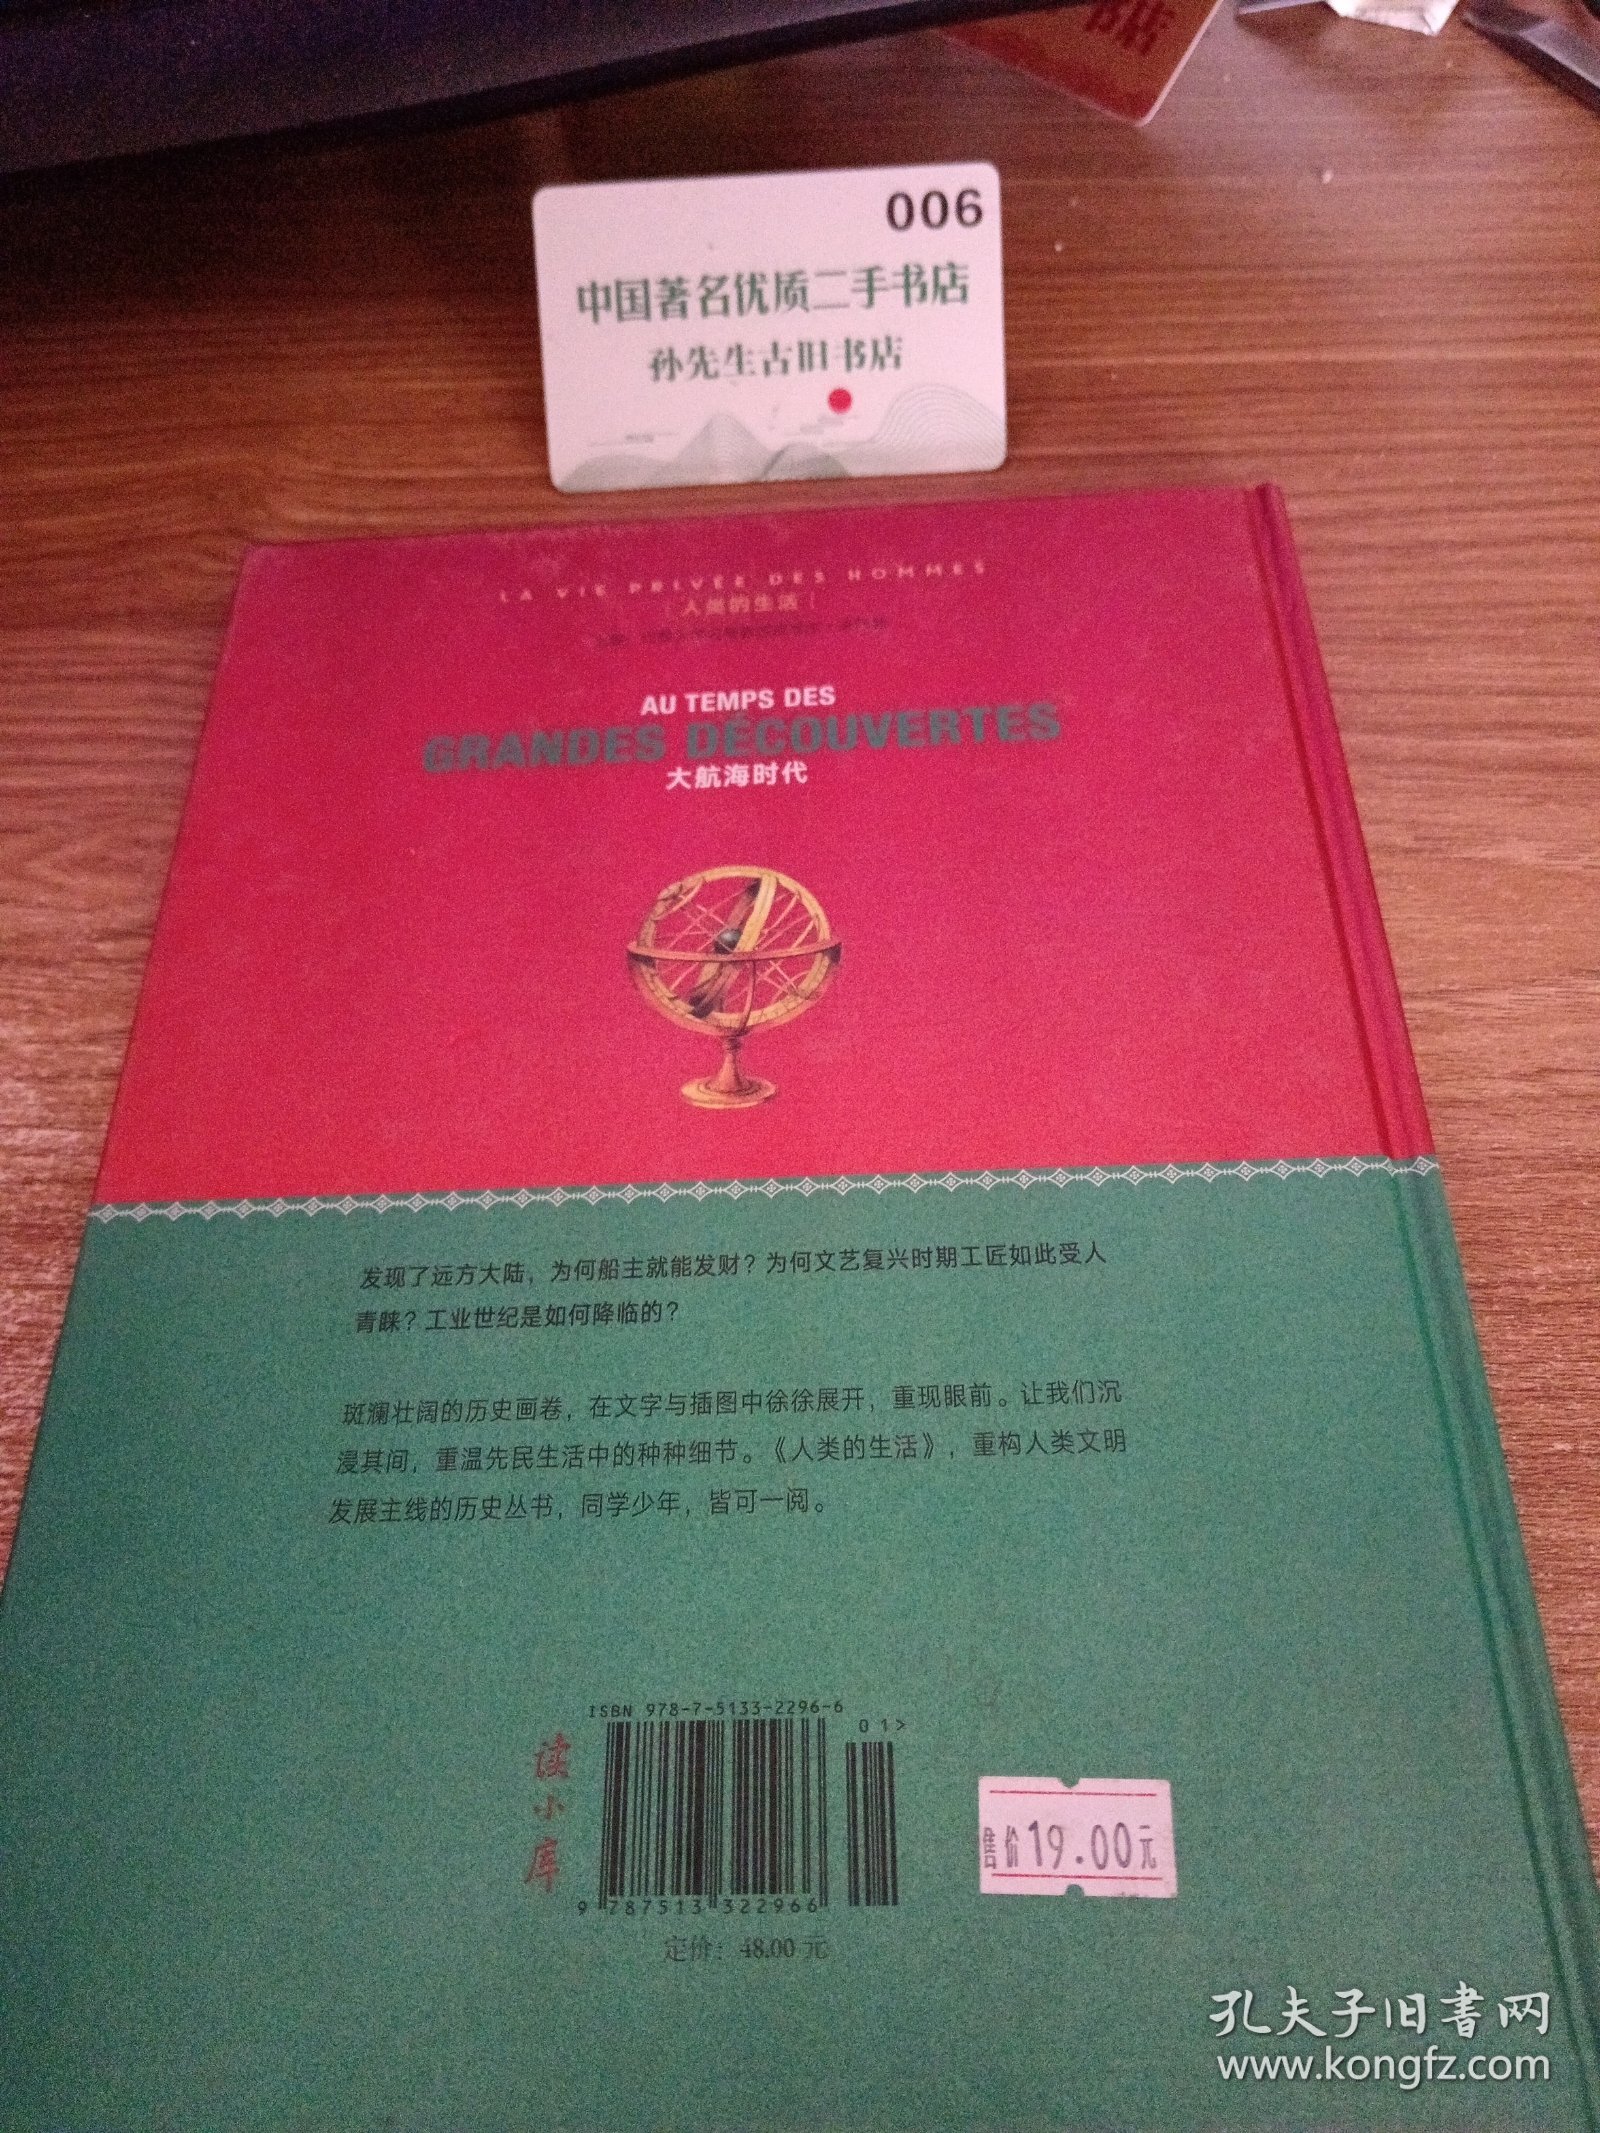 书店
006
中国著名优质二手书店
孙先生古旧书店
LA VIE PRIVÉE DES HOMMES
人类的生活
AU TEMPS DES
GRANDES DÉCOUVERTES
大航海时代
发现了远方大陆，为何船主就能发财？为何文艺复兴时期工匠如此受人
青睐？工业世纪是如何降临的？
斑斓壮阔的历史画卷，在文字与插图中徐徐展开，重现眼前。让我们沉
浸其间，重温先民生活中的种种细节。《人类的生活》，重构人类文明
发展主线的历史丛书，同学少年，皆可一阅。
ISBN 978-7-5133-2296-6
01>
读小库
9 787513 322966
定价：48.00 元
售价19.00元
孔夫子旧書网
www.kongfz.com